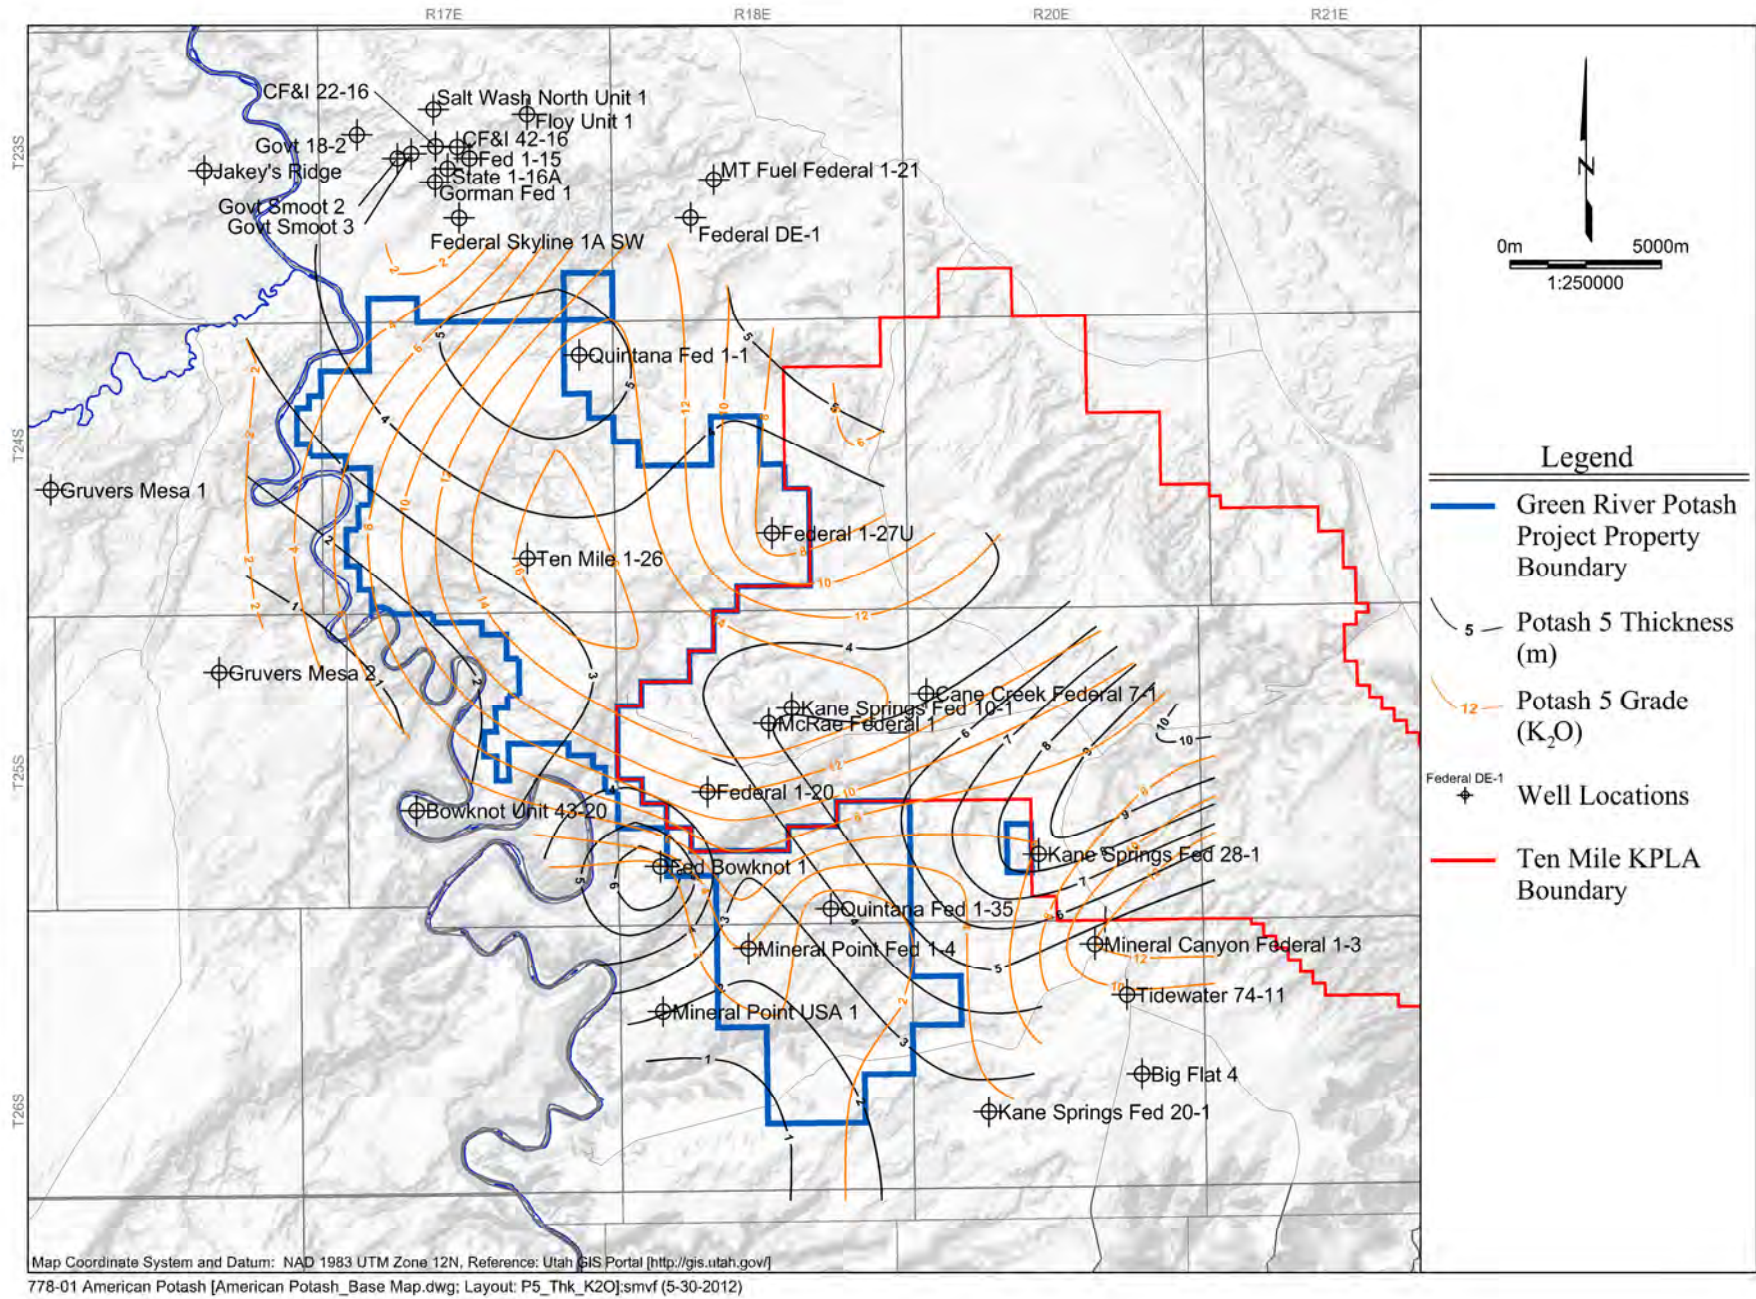 R17E
R18E
R20E
R21E
T23S
T24S
T25S
T26S
CF&I 22-16
Salt Wash North Unit 1
Floy Unit 1
Govt 18-2
CF&I 42-16
Fed 1-15
Jakey's Ridge
State 1-16A
Gorman Fed 1
MT Fuel Federal 1-21
Govt Smoot 2
Govt Smoot 3
Federal Skyline 1A SW
Federal DE-1
Quintana Fed 1-1
Gruvers Mesa 1
Federal 1-27U
Ten Mile 1-26
Gruvers Mesa 2
Cane Creek Federal 7-1
Kane Springs Fed 10-1
McRae Federal 1
Federal 1-20
Bowknot Unit 43-20
Fed Bowknot 1
Kane Springs Fed 28-1
Quintana Fed 1-35
Mineral Point Fed 1-4
Mineral Canyon Federal 1-3
Tidewater 74-11
Mineral Point USA 1
Big Flat 4
Kane Springs Fed 20-1
Map Coordinate System and Datum: NAD 1983 UTM Zone 12N, Reference: Utah GIS Portal [http://gis.utah.gov/]
778-01 American Potash [American Potash_Base Map.dwg; Layout: P5_Thk_K2O]:smvf (5-30-2012)
N
0m 5000m
1:250000
Legend
Green River Potash
Project Property
Boundary
5
Potash 5 Thickness
(m)
12
Potash 5 Grade
(K₂O)
Federal DE-1
Well Locations
Ten Mile KPLA
Boundary